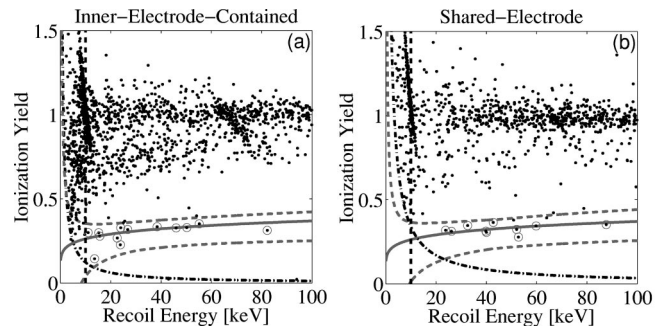 Inner-Electrode-Contained
Shared-Electrode
(a)
(b)
Ionization Yield
Ionization Yield
1.5
1
0.5
0
0 20 40 60 80 100
Recoil Energy [keV]
1.5
1
0.5
0
0 20 40 60 80 100
Recoil Energy [keV]